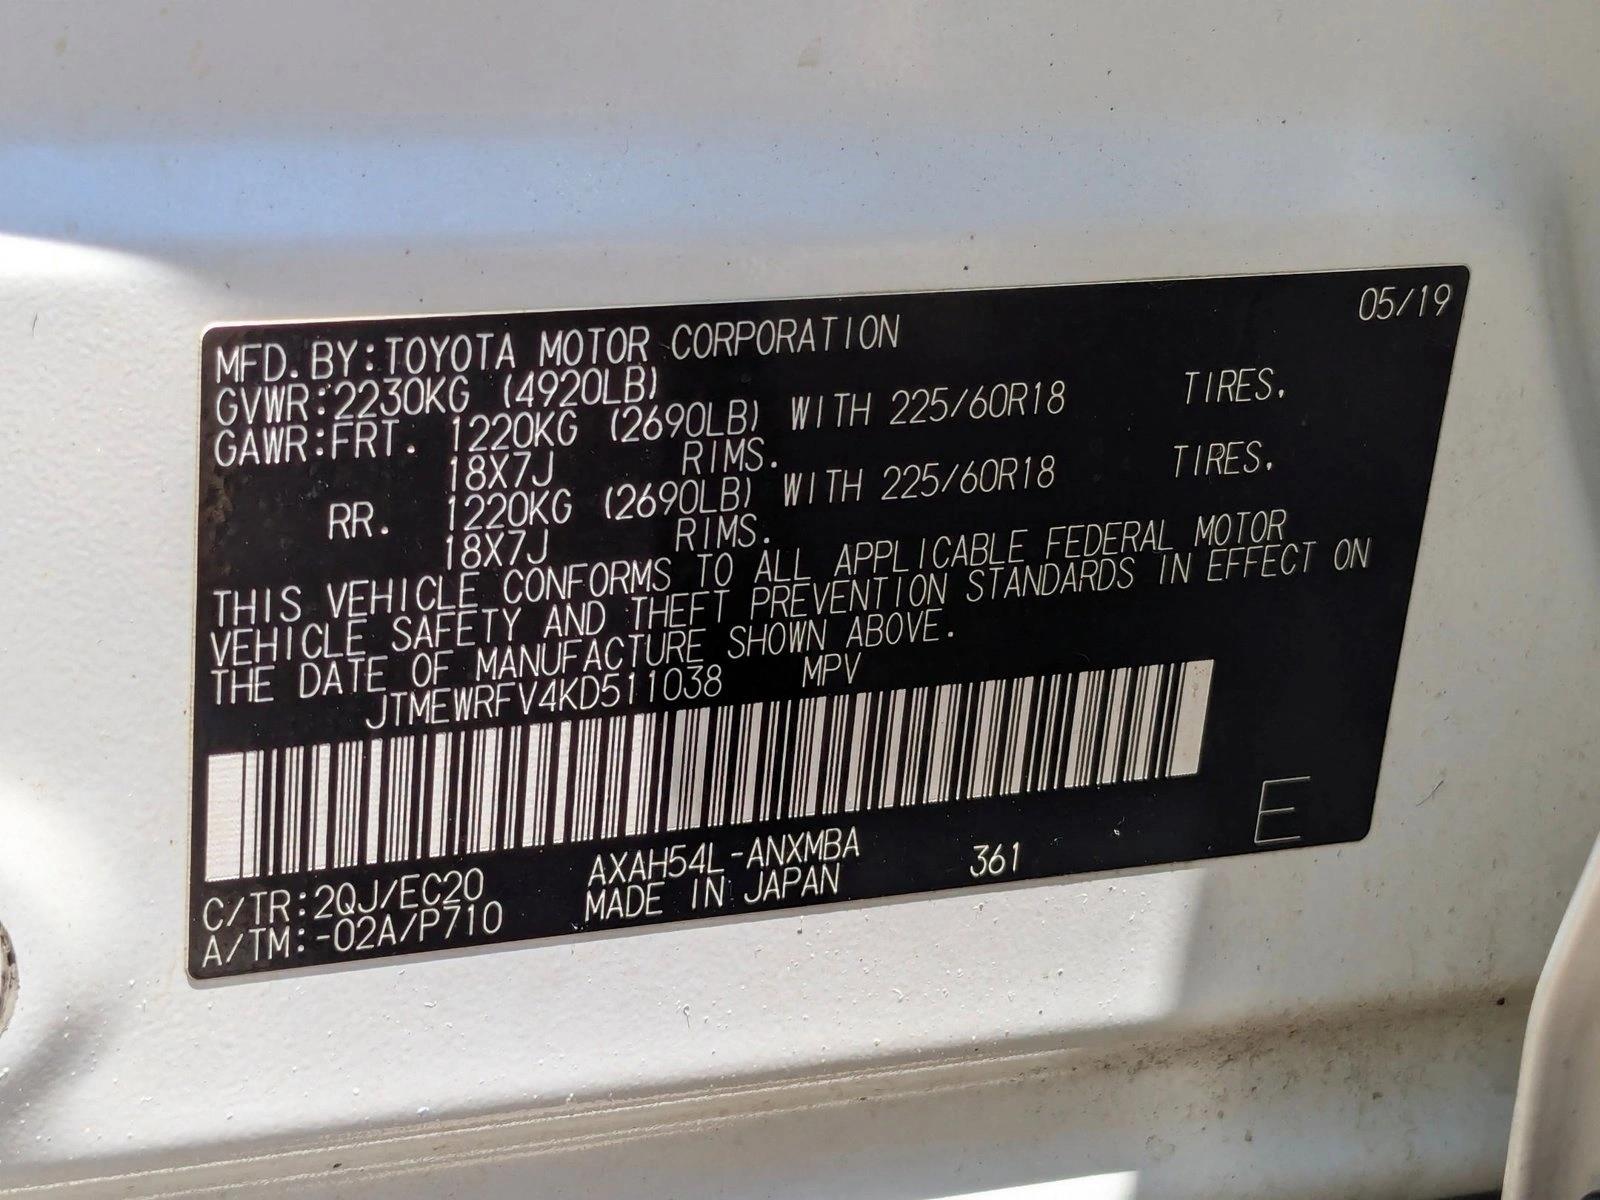 05/19
MFD. BY:TOYOTA MOTOR CORPORATION
GVWR:2230KG (4920LB)
GAWR:FRT. 1220KG (2690LB) WITH 225/60R18 TIRES.
18X7J RIMS.
RR. 1220KG (2690LB) WITH 225/60R18 TIRES.
18X7J RIMS.
THIS VEHICLE CONFORMS TO ALL APPLICABLE FEDERAL MOTOR
VEHICLE SAFETY AND THEFT PREVENTION STANDARDS IN EFFECT ON
THE DATE OF MANUFACTURE SHOWN ABOVE.
JTMEWRFV4KD511038 MPV
E
C/TR:2QJ/EC20 AXAH54L-ANXMBA 361
A/TM:-02A/P710 MADE IN JAPAN